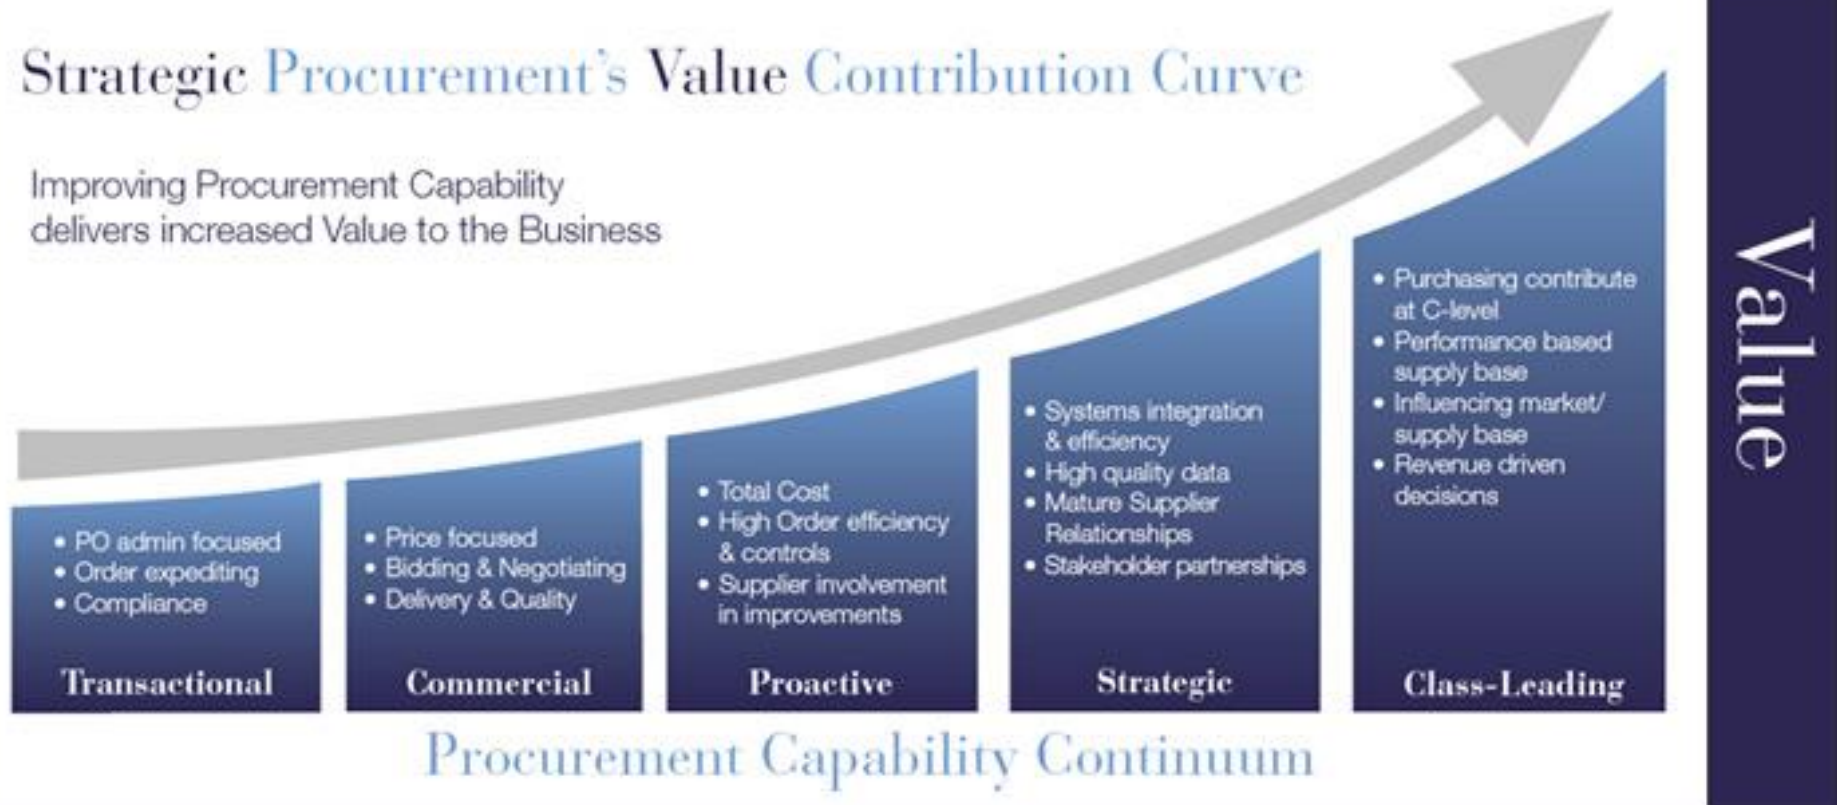 Strategic Procurement's Value Contribution Curve
Improving Procurement Capability
delivers increased Value to the Business
• PO admin focused
• Order expediting
• Compliance
Transactional
• Price focused
• Bidding & Negotiating
• Delivery & Quality
Commercial
• Total Cost
• High Order efficiency
& controls
• Supplier involvement
in improvements
Proactive
• Systems integration
& efficiency
• High quality data
• Mature Supplier
Relationships
• Stakeholder partnerships
Strategic
• Purchasing contribute
at C-level
• Performance based
supply base
• Influencing market/
supply base
• Revenue driven
decisions
Class-Leading
Procurement Capability Continuum
Value